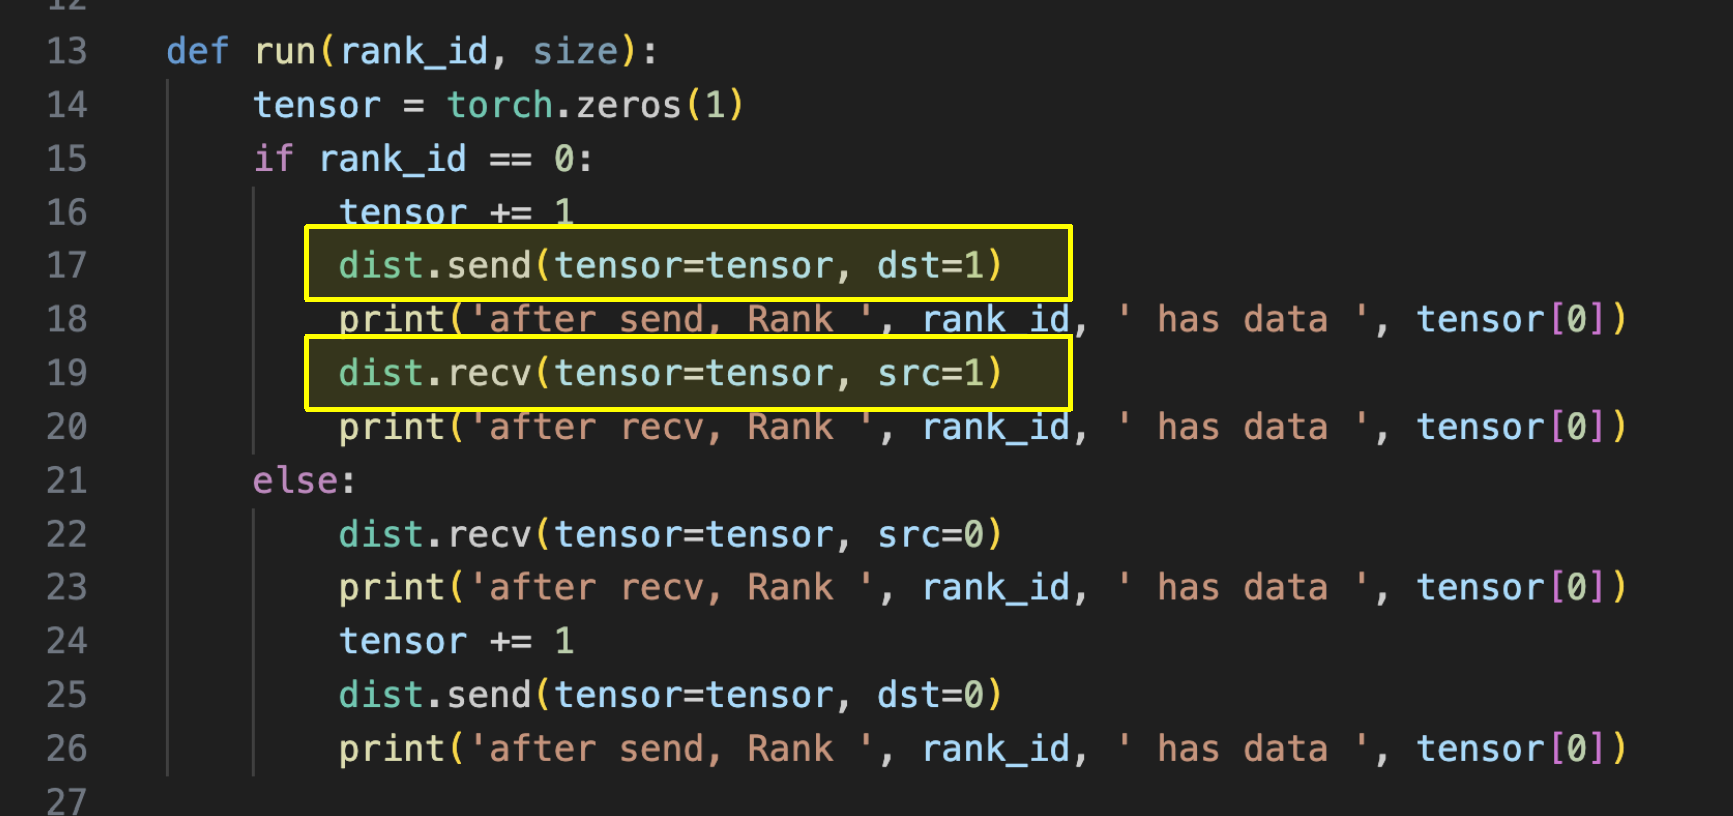 12
13 def run(rank_id, size):
14 tensor = torch.zeros(1)
15 if rank_id == 0:
16 tensor += 1
17 dist.send(tensor=tensor, dst=1)
18 print('after send, Rank ', rank_id, ' has data ', tensor[0])
19 dist.recv(tensor=tensor, src=1)
20 print('after recv, Rank ', rank_id, ' has data ', tensor[0])
21 else:
22 dist.recv(tensor=tensor, src=0)
23 print('after recv, Rank ', rank_id, ' has data ', tensor[0])
24 tensor += 1
25 dist.send(tensor=tensor, dst=0)
26 print('after send, Rank ', rank_id, ' has data ', tensor[0])
27